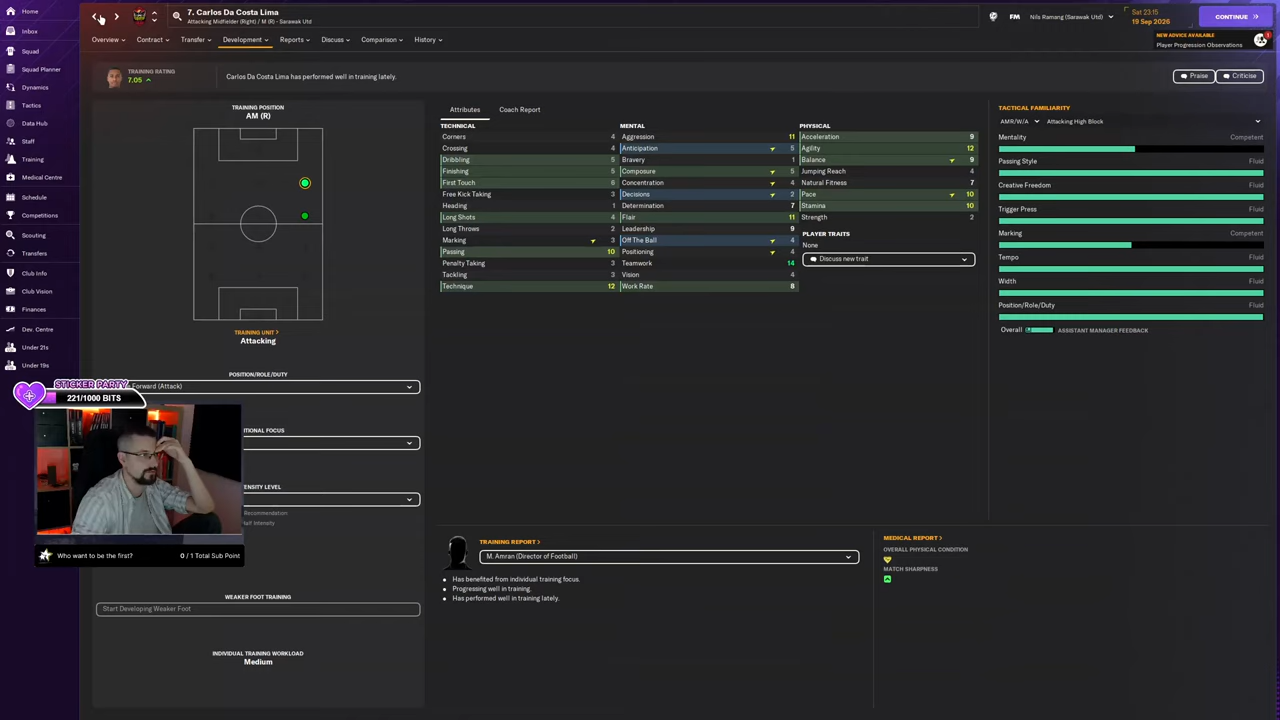 Home
Inbox
Squad
Squad Planner
Dynamics
Tactics
Data Hub
Staff
Training
Medical Centre
Schedule
Competitions
Scouting
Transfers
Club Info
Club Vision
Finances
Dev. Centre
Under 21s
Under 19s
7. Carlos Da Costa Lima
Attacking Midfielder (Right) / M (R) - Sarawak Utd
FM
Nils Ramang (Sarawak Utd)
Sat 23:15
19 Sep 2026
CONTINUE
Overview
Contract
Transfer
Development
Reports
Discuss
Comparison
History
NEW ADVICE AVAILABLE
Player Progression Observations
1
TRAINING RATING
7.05
Carlos Da Costa Lima has performed well in training lately.
Praise
Criticise
TRAINING POSITION
AM (R)
TRAINING UNIT >
Attacking
POSITION/ROLE/DUTY
Forward (Attack)
ITIONAL FOCUS
ENSITY LEVEL
Recommendation:
Half Intensity
WEAKER FOOT TRAINING
Start Developing Weaker Foot
INDIVIDUAL TRAINING WORKLOAD
Medium
STICKER PARTY
221/1000 BITS
Who want to be the first?
0 / 1 Total Sub Point
Attributes
Coach Report
TECHNICAL
Corners 4
Crossing 4
Dribbling 5
Finishing 5
First Touch 6
Free Kick Taking 3
Heading 1
Long Shots 4
Long Throws 2
Marking 3
Passing 10
Penalty Taking 3
Tackling 3
Technique 12
MENTAL
Aggression 11
Anticipation 5
Bravery 1
Composure 5
Concentration 4
Decisions 2
Determination 7
Flair 11
Leadership 9
Off The Ball 4
Positioning 4
Teamwork 14
Vision 4
Work Rate 8
PHYSICAL
Acceleration 9
Agility 12
Balance 9
Jumping Reach 4
Natural Fitness 7
Pace 10
Stamina 10
Strength 2
PLAYER TRAITS
None
Discuss new trait
TACTICAL FAMILIARITY
AMR/W/A
Attacking High Block
Mentality Competent
Passing Style Fluid
Creative Freedom Fluid
Trigger Press Fluid
Marking Competent
Tempo Fluid
Width Fluid
Position/Role/Duty Fluid
Overall
ASSISTANT MANAGER FEEDBACK
TRAINING REPORT >
M. Amran (Director of Football)
Has benefited from individual training focus.
Progressing well in training.
Has performed well in training lately.
MEDICAL REPORT >
OVERALL PHYSICAL CONDITION
MATCH SHARPNESS